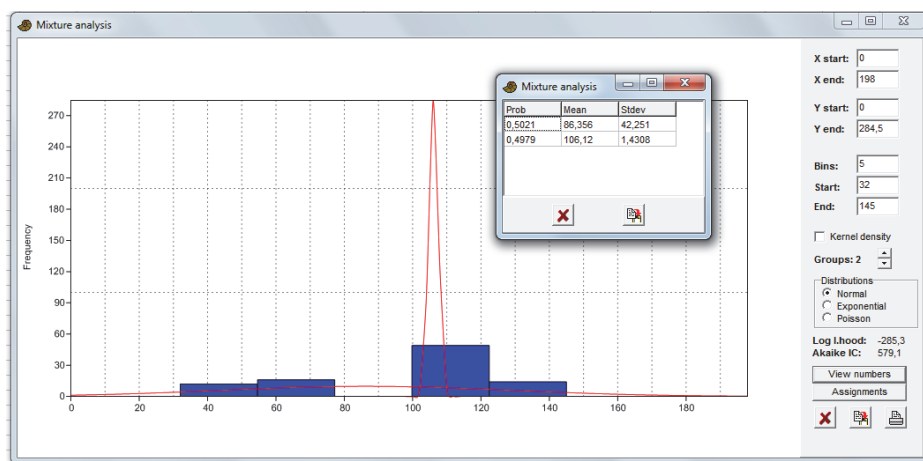 Mixture analysis
Frequency
270
240
210
180
150
120
90
60
30
0
0 20 40 60 80 100 120 140 160 180
Mixture analysis
Prob Mean Stdev
0,5021 86,356 42,251
0,4979 106,12 1,4308
X start: 0
X end: 198
Y start: 0
Y end: 284,5
Bins: 5
Start: 32
End: 145
Kernel density
Groups: 2
Distributions
Normal
Exponential
Poisson
Log l.hood: -285,3
Akaike IC: 579,1
View numbers
Assignments